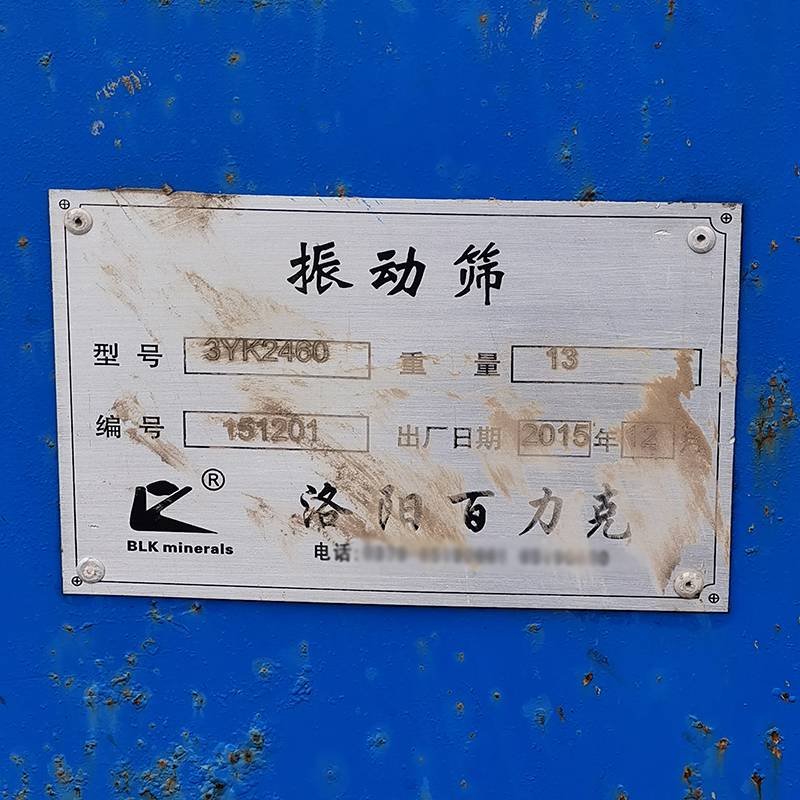 振动筛
型号 3YK2460 重量 13
编号 151201 出厂日期 2015年12月
® 洛阳百力克
BLK minerals 电话: